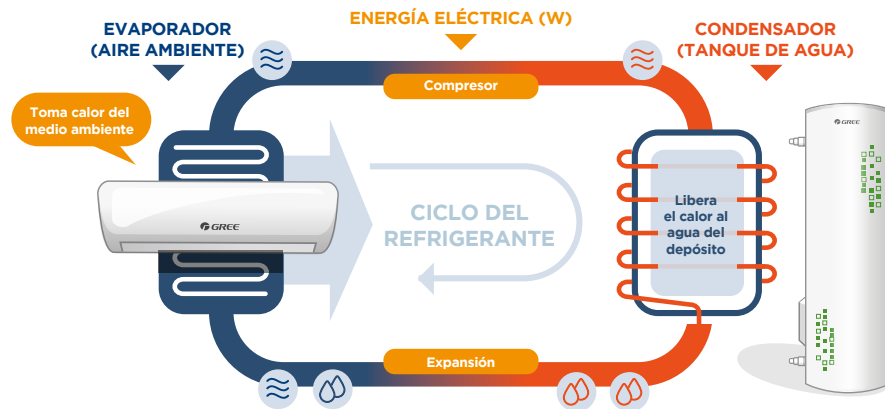 ENERGÍA ELÉCTRICA (W)
EVAPORADOR
(AIRE AMBIENTE)
CONDENSADOR
(TANQUE DE AGUA)
Compresor
Toma calor del
medio ambiente
GREE
GREE
CICLO DEL
REFRIGERANTE
Libera
el calor al
agua del
depósito
Expansión